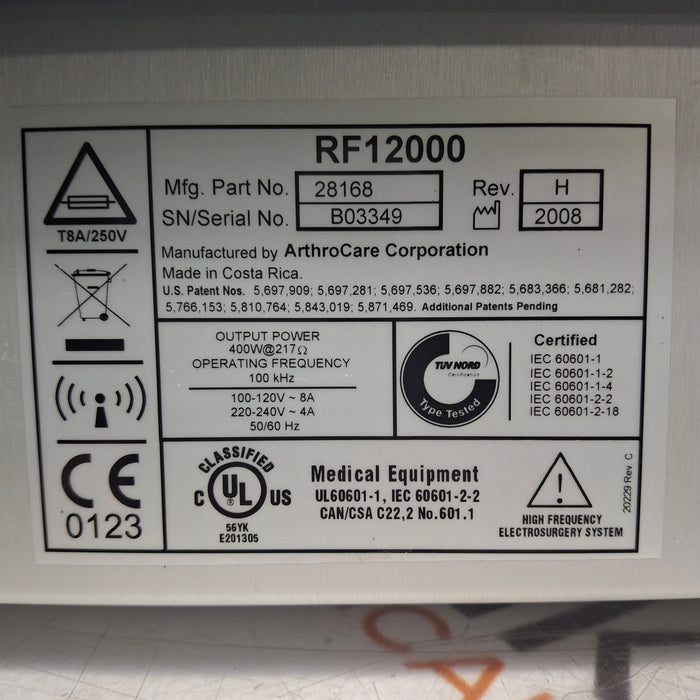 RF12000
Mfg. Part No. 28168 Rev. H
SN/Serial No. B03349 2008
T8A/250V
Manufactured by ArthroCare Corporation
Made in Costa Rica.
U.S. Patent Nos. 5,697,909; 5,697,281; 5,697,536; 5,697,882; 5,683,366; 5,681,282;
5,766,153; 5,810,764; 5,843,019; 5,871,469. Additional Patents Pending
OUTPUT POWER
400W@217Ω
OPERATING FREQUENCY
100 kHz
100-120V ~ 8A
220-240V ~ 4A
50/60 Hz
TUV NORD
Certification
Type Tested
Certified
IEC 60601-1
IEC 60601-1-2
IEC 60601-1-4
IEC 60601-2-2
IEC 60601-2-18
CE
0123
CLASSIFIED
C UL US
56YK
E201305
Medical Equipment
UL60601-1, IEC 60601-2-2
CAN/CSA C22,2 No.601.1
!
HIGH FREQUENCY
ELECTROSURGERY SYSTEM
20229 Rev. C